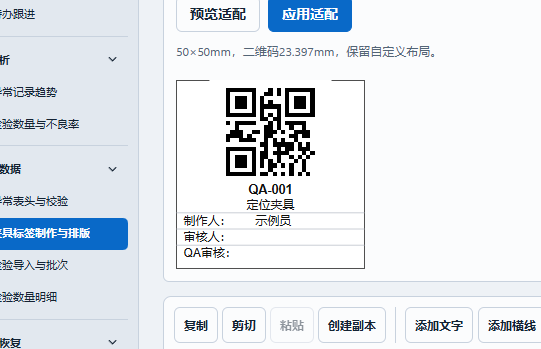 预览适配
应用适配
办跟进
50×50mm，二维码23.397mm，保留自定义布局。
析
常记录趋势
验数量与不良率
数据
常表头与校验
具标签制作与排版
验导入与批次
验数量明细
恢复
QA-001
定位夹具
制作人： 示例员
审核人：
QA审核：
复制
剪切
粘贴
创建副本
添加文字
添加横线